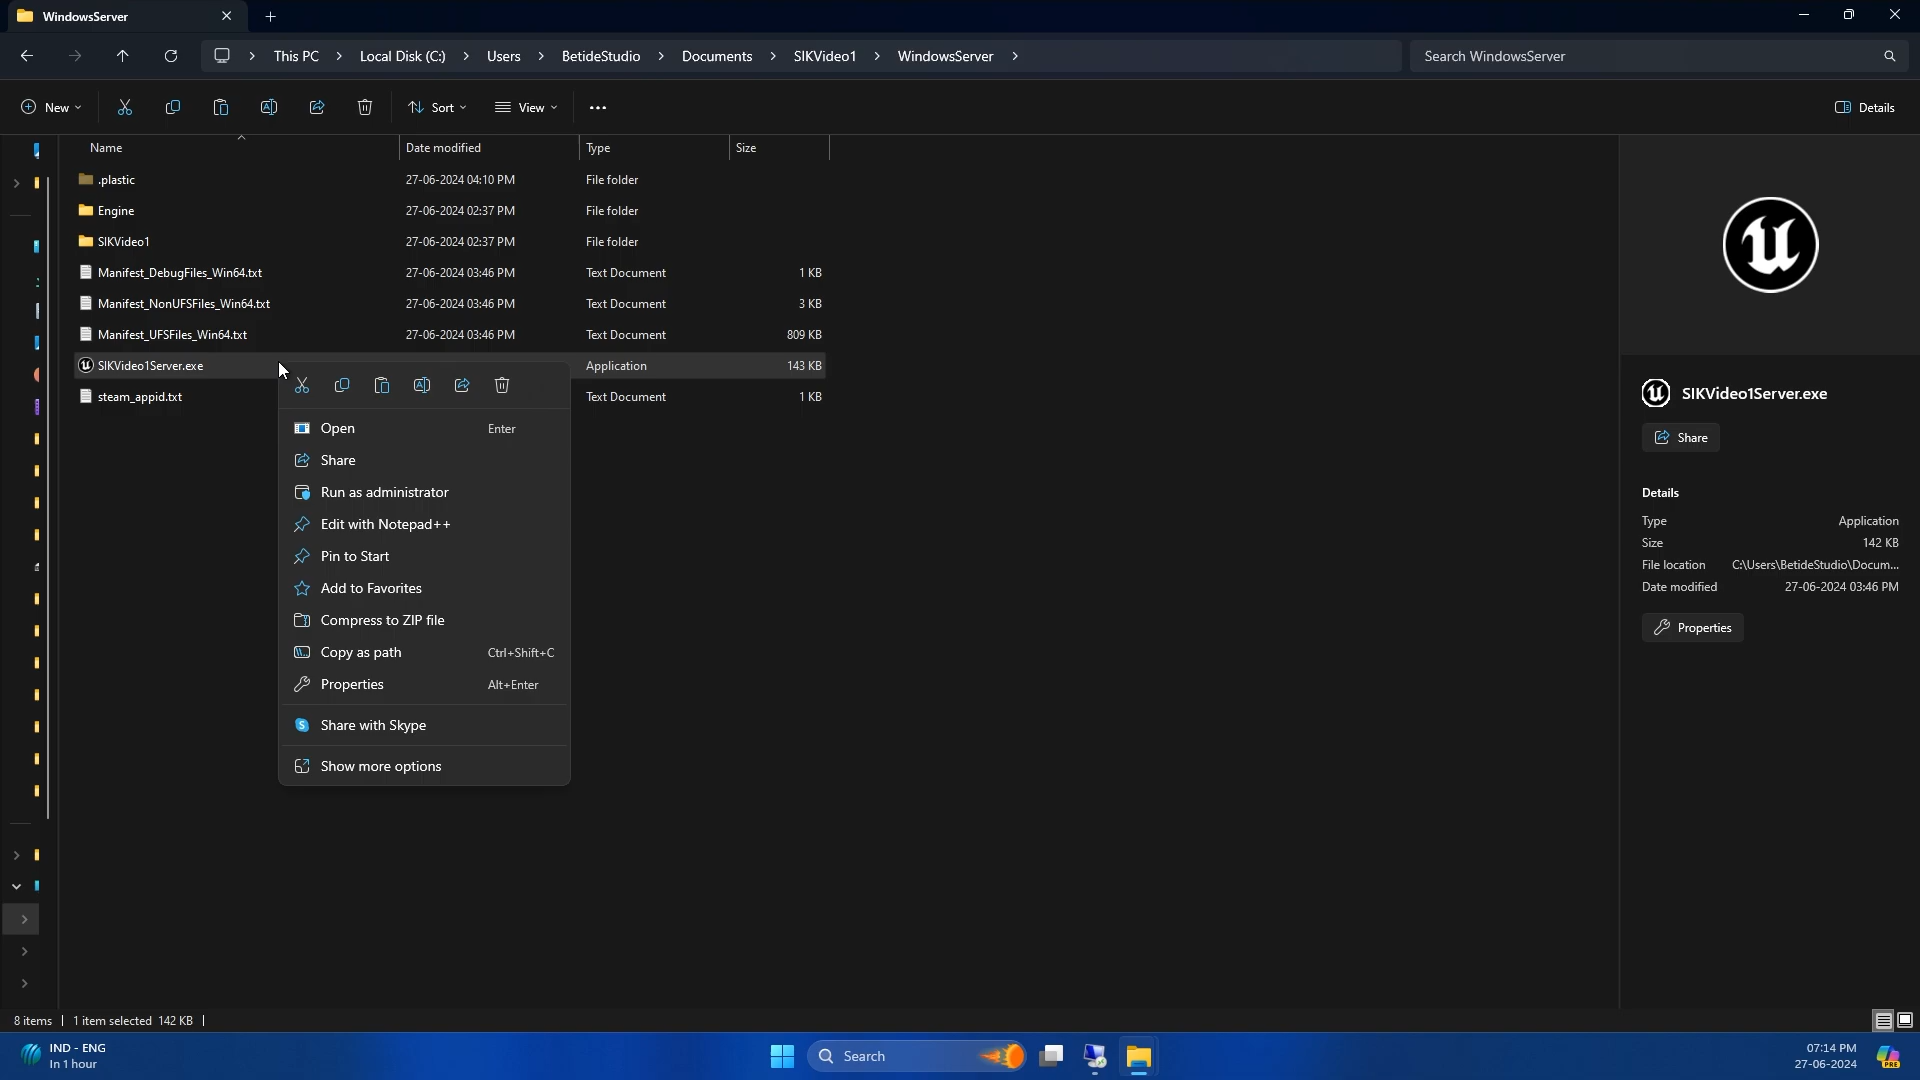 WindowsServer
This PC > Local Disk (C:) > Users > BetideStudio > Documents > SIKVideo1 > WindowsServer >
Search WindowsServer
New
Sort
View
Details
Name Date modified Type Size
.plastic 27-06-2024 04:10 PM File folder
Engine 27-06-2024 02:37 PM File folder
SIKVideo1 27-06-2024 02:37 PM File folder
Manifest_DebugFiles_Win64.txt 27-06-2024 03:46 PM Text Document 1 KB
Manifest_NonUFSFiles_Win64.txt 27-06-2024 03:46 PM Text Document 3 KB
Manifest_UFSFiles_Win64.txt 27-06-2024 03:46 PM Text Document 809 KB
SIKVideo1Server.exe Application 143 KB
steam_appid.txt Text Document 1 KB
Open Enter
Share
Run as administrator
Edit with Notepad++
Pin to Start
Add to Favorites
Compress to ZIP file
Copy as path Ctrl+Shift+C
Properties Alt+Enter
Share with Skype
Show more options
SIKVideo1Server.exe
Share
Details
Type Application
Size 142 KB
File location C:\Users\BetideStudio\Docum...
Date modified 27-06-2024 03:46 PM
Properties
8 items | 1 item selected 142 KB |
IND - ENG
In 1 hour
Search
07:14 PM
27-06-2024
PRE